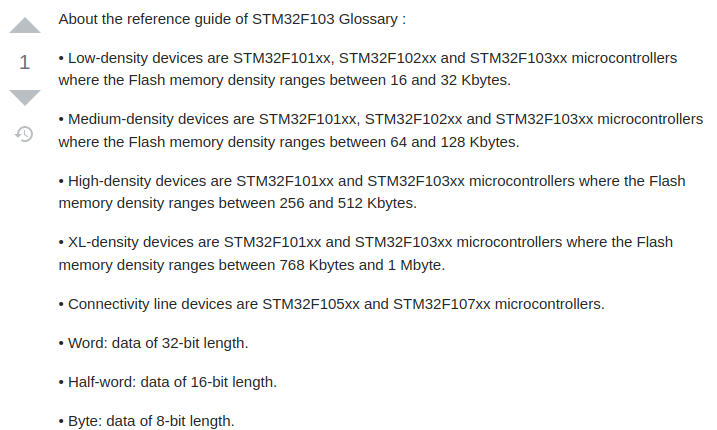 About the reference guide of STM32F103 Glossary :
1
• Low-density devices are STM32F101xx, STM32F102xx and STM32F103xx microcontrollers
where the Flash memory density ranges between 16 and 32 Kbytes.
• Medium-density devices are STM32F101xx, STM32F102xx and STM32F103xx microcontrollers
where the Flash memory density ranges between 64 and 128 Kbytes.
• High-density devices are STM32F101xx and STM32F103xx microcontrollers where the Flash
memory density ranges between 256 and 512 Kbytes.
• XL-density devices are STM32F101xx and STM32F103xx microcontrollers where the Flash
memory density ranges between 768 Kbytes and 1 Mbyte.
• Connectivity line devices are STM32F105xx and STM32F107xx microcontrollers.
• Word: data of 32-bit length.
• Half-word: data of 16-bit length.
• Byte: data of 8-bit length.